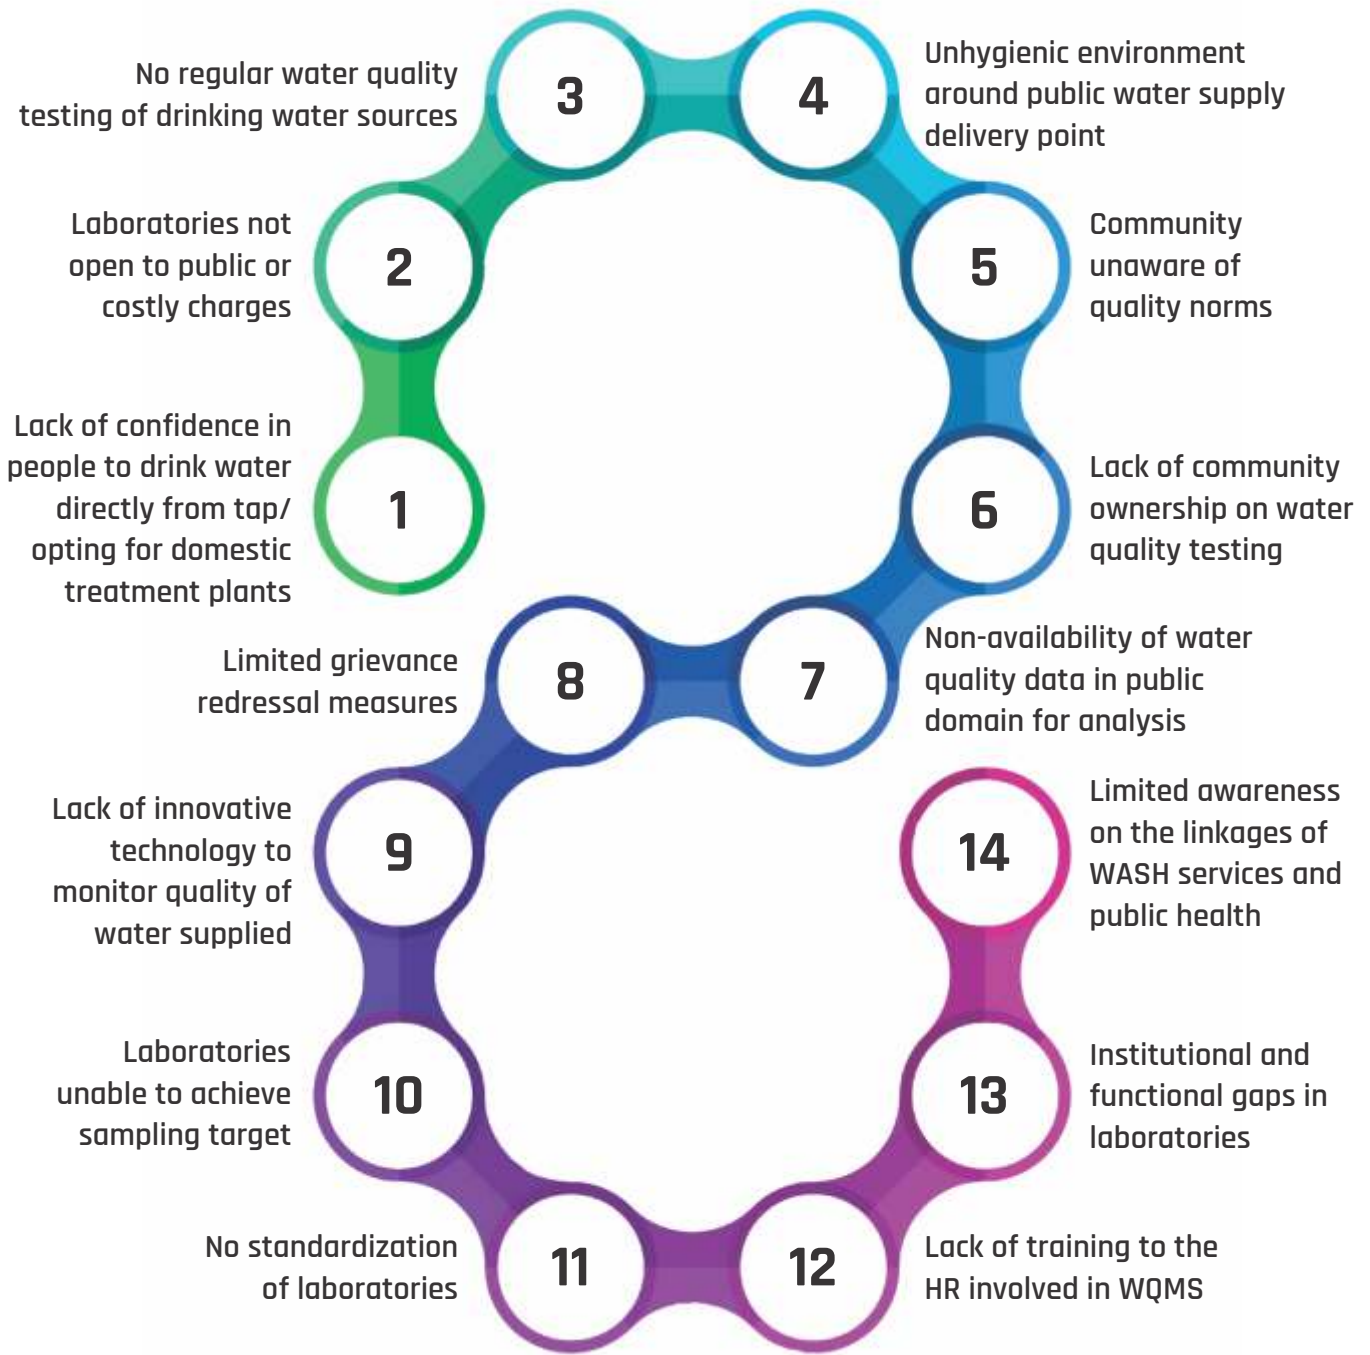 1
Lack of confidence in
people to drink water
directly from tap/
opting for domestic
treatment plants
2
Laboratories not
open to public or
costly charges
3
No regular water quality
testing of drinking water sources
4
Unhygienic environment
around public water supply
delivery point
5
Community
unaware of
quality norms
6
Lack of community
ownership on water
quality testing
7
Non-availability of water
quality data in public
domain for analysis
8
Limited grievance
redressal measures
9
Lack of innovative
technology to
monitor quality of
water supplied
10
Laboratories
unable to achieve
sampling target
11
No standardization
of laboratories
12
Lack of training to the
HR involved in WQMS
13
Institutional and
functional gaps in
laboratories
14
Limited awareness
on the linkages of
WASH services and
public health